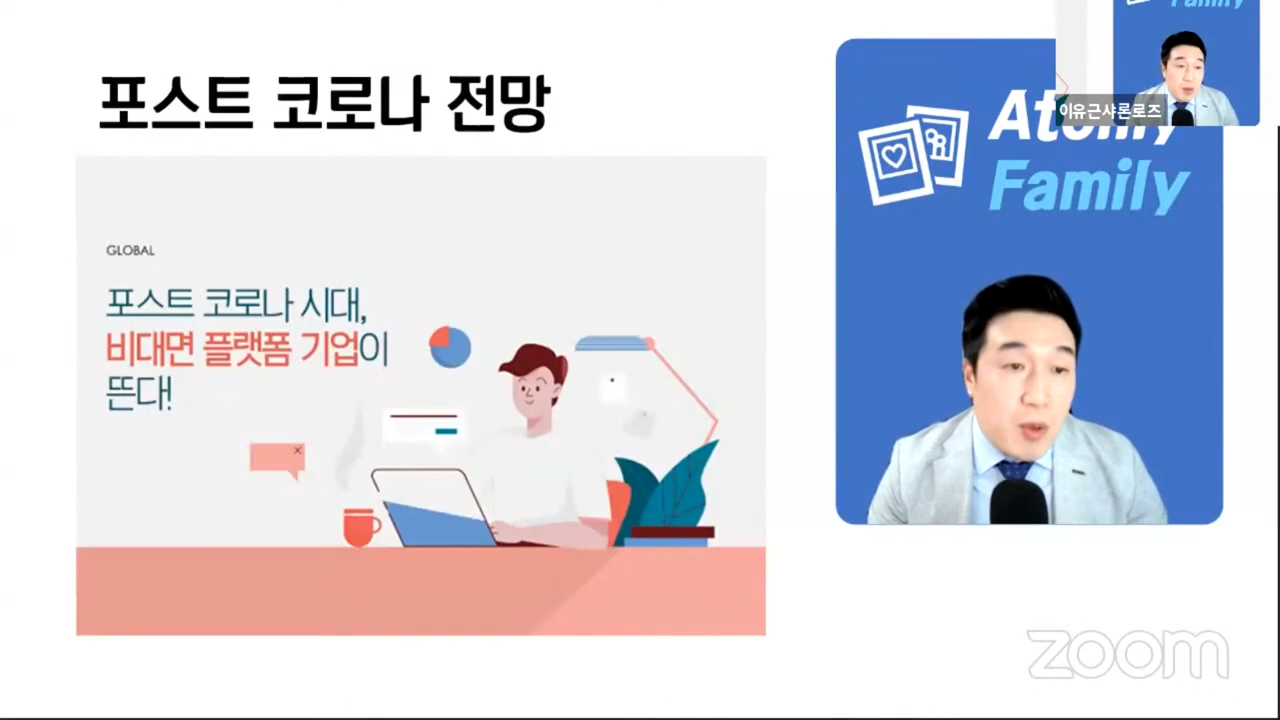 포스트 코로나 전망
GLOBAL
포스트 코로나 시대,
비대면 플랫폼 기업이
뜬다!
Family
이유근샤론로즈
Family
zoom